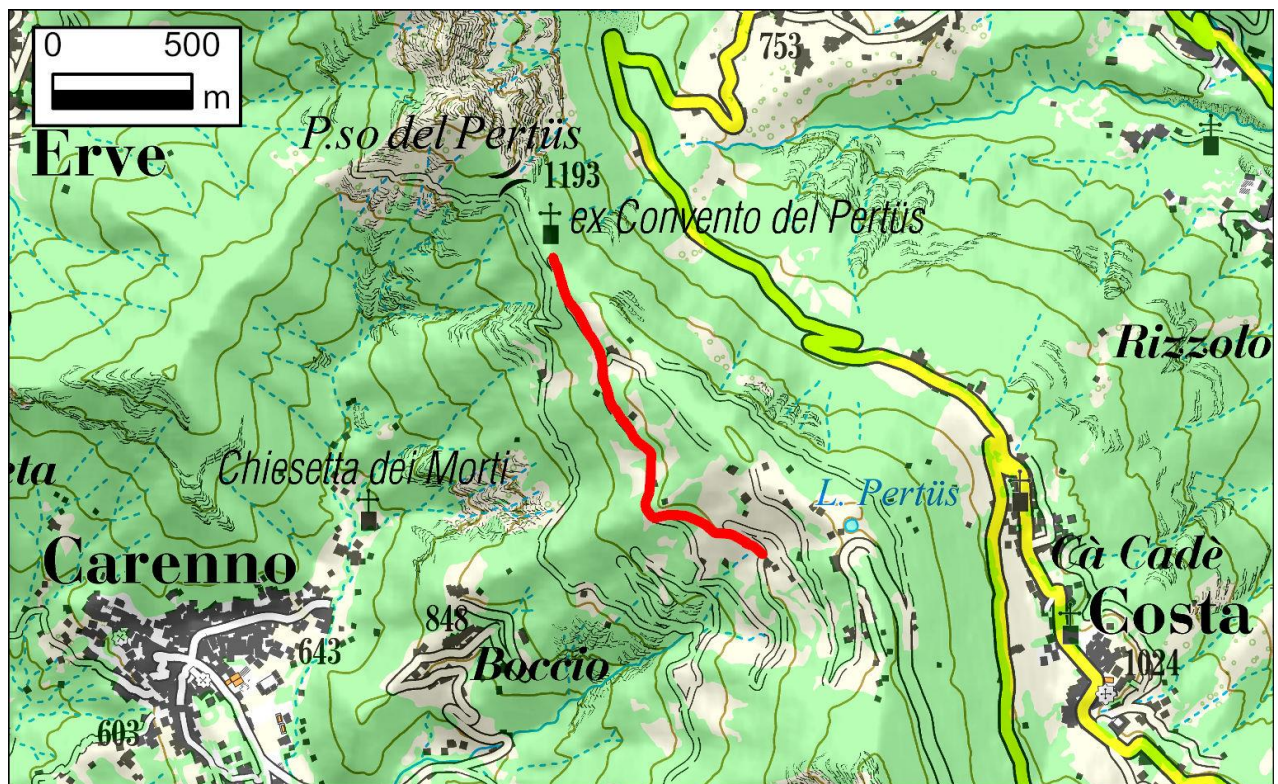 0 500
m
753
P.so del Pertüs
Erve
1193
ex Convento del Pertüs
Rizzolo
Chiesetta dei Morti
eta
L. Pertüs
Carenno
Cà Cadè
848
Costa
643
Boccio
1024
603